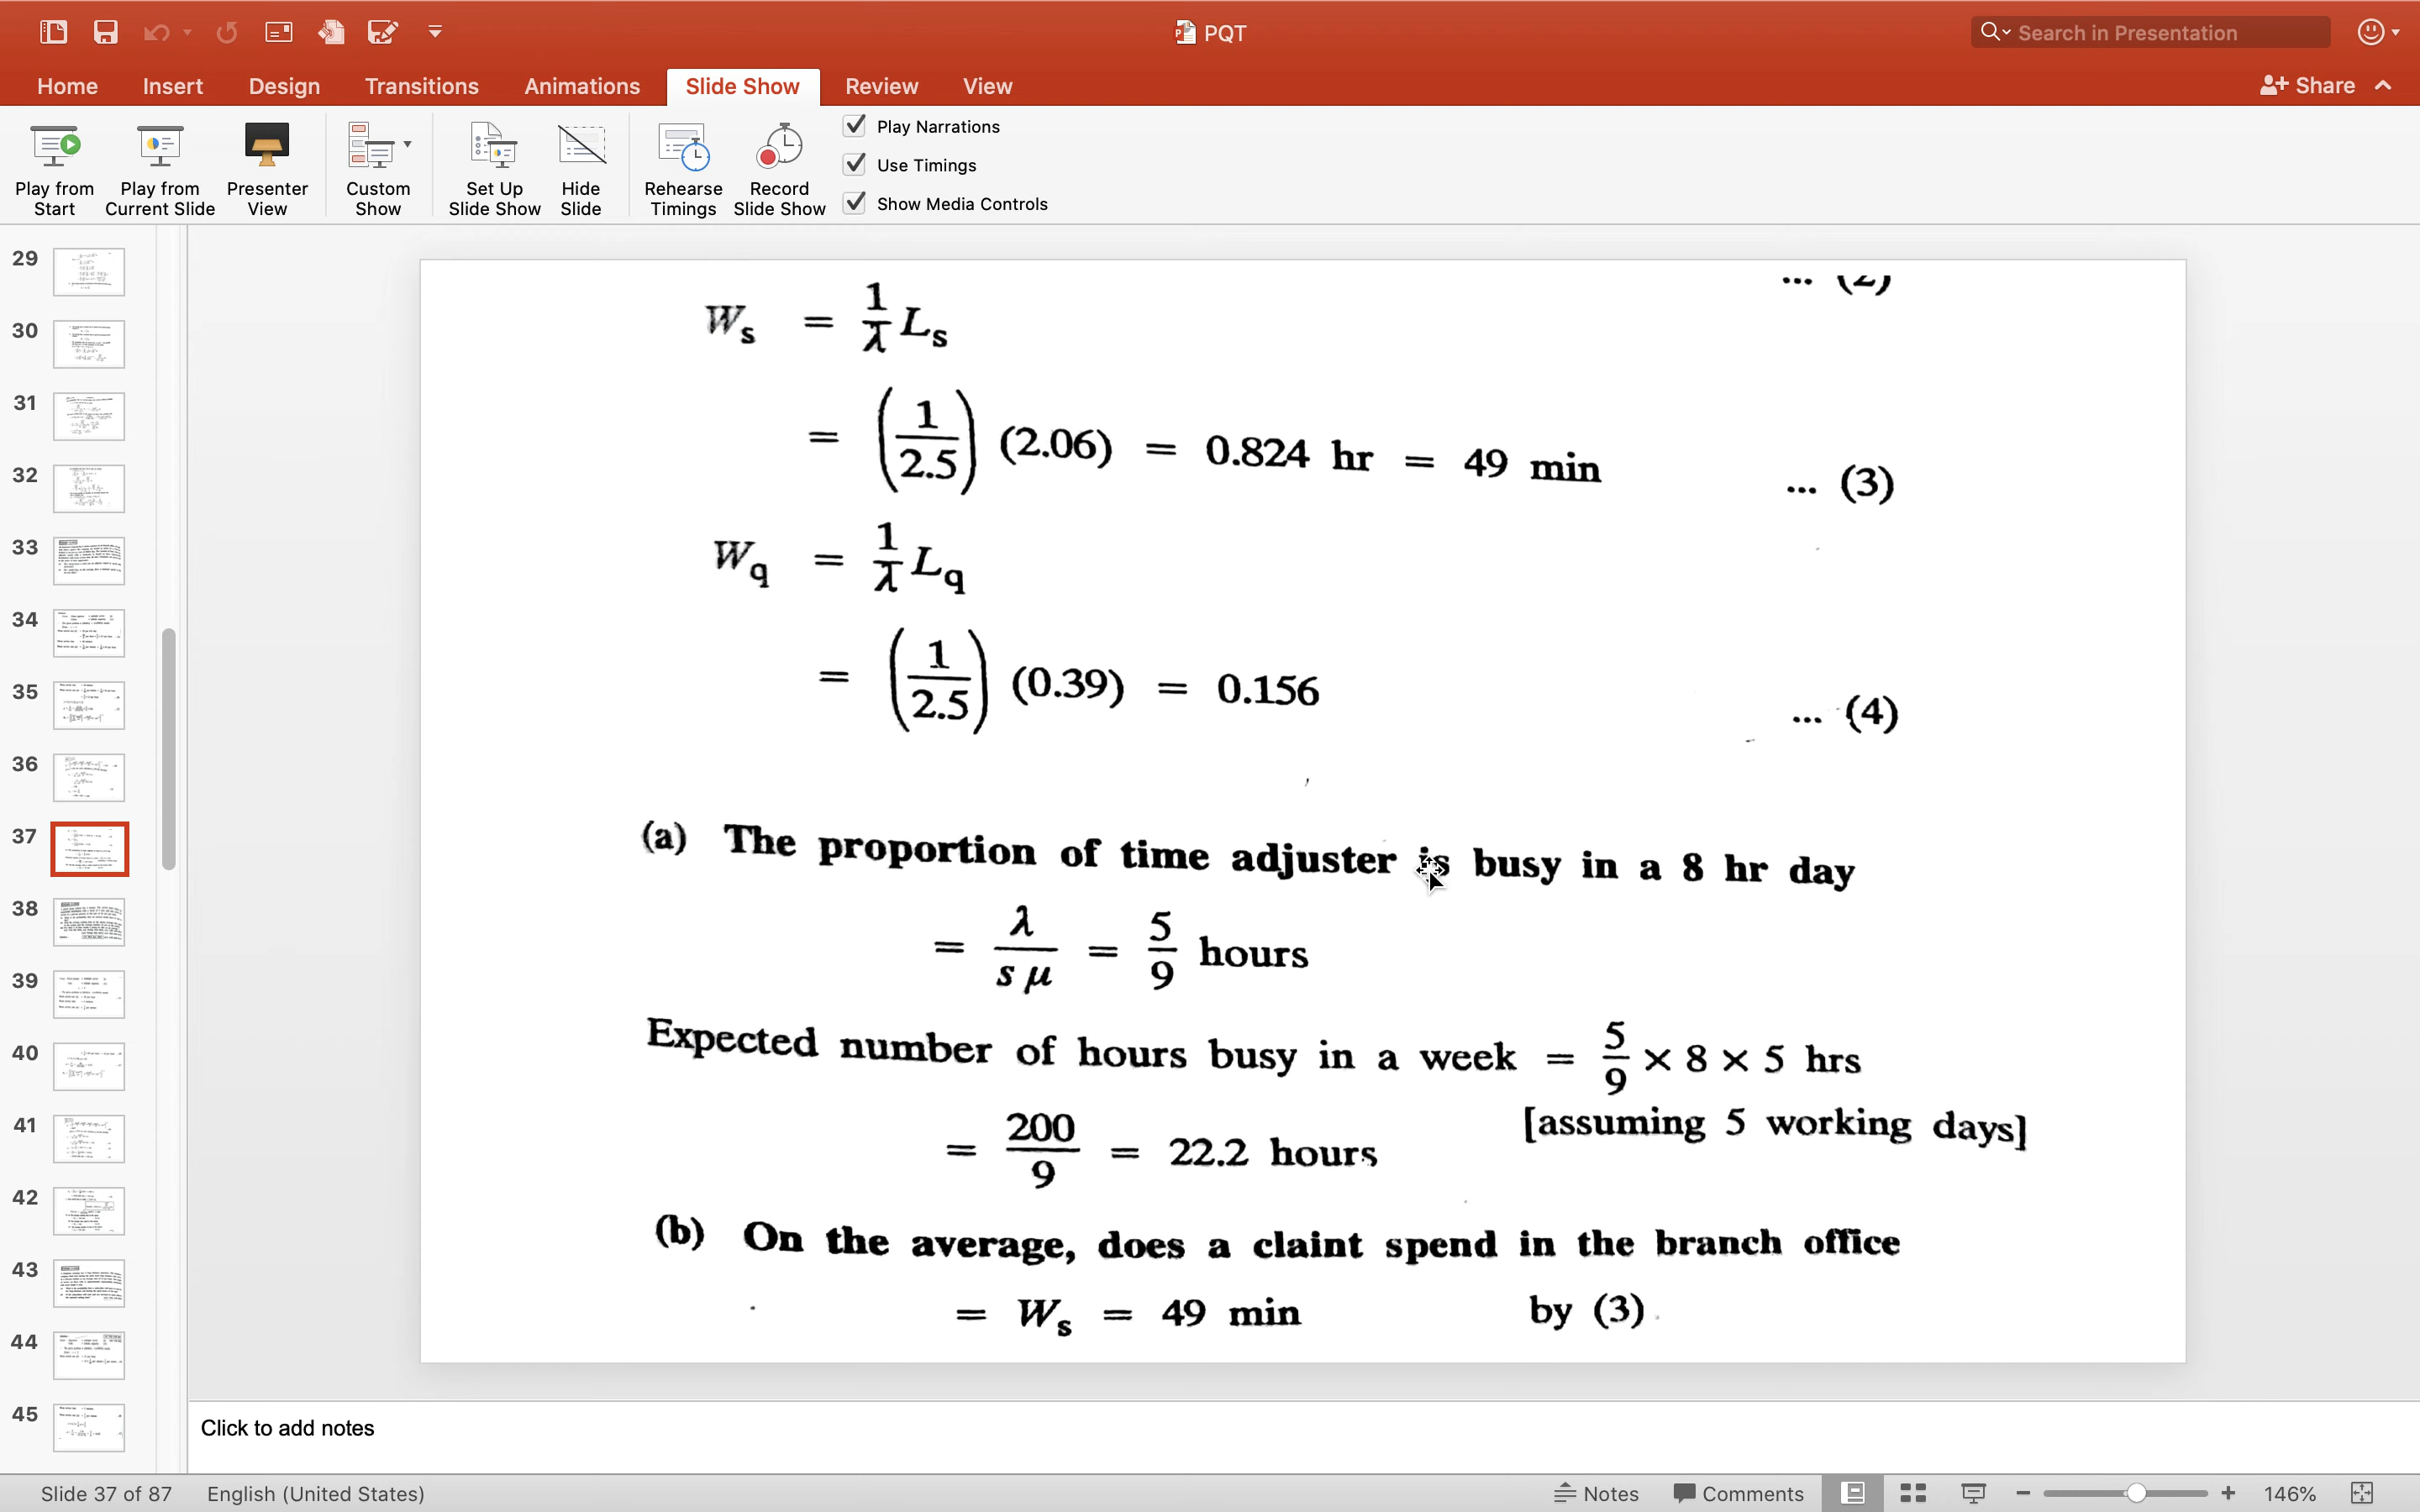 PQT
Search in Presentation
Home Insert Design Transitions Animations Slide Show Review View Share
Play from Start
Play from Current Slide
Presenter View
Custom Show
Set Up Slide Show
Hide Slide
Rehearse Timings
Record Slide Show
Play Narrations
Use Timings
Show Media Controls
29
30
31
32
33
34
35
36
37
38
39
40
41
42
43
44
45
... (2)
Ws = 1/λ Ls
= (1/2.5) (2.06) = 0.824 hr = 49 min ... (3)
Wq = 1/λ Lq
= (1/2.5) (0.39) = 0.156 ... (4)
(a) The proportion of time adjuster is busy in a 8 hr day
= λ/s μ = 5/9 hours
Expected number of hours busy in a week = 5/9 × 8 × 5 hrs
[assuming 5 working days]
= 200/9 = 22.2 hours
(b) On the average, does a claint spend in the branch office
= Ws = 49 min by (3)
Click to add notes
Slide 37 of 87 English (United States) Notes Comments 146%